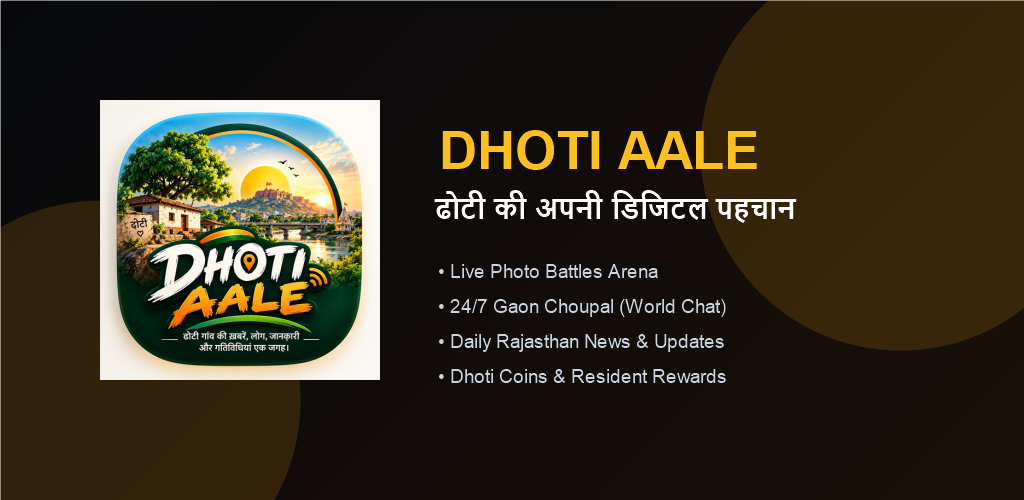 ढोटी
DHOTI
AALE
ढोटी गांव की ख़बरें, लोग, जानकारी
और गतिविधियां एक जगह।
DHOTI AALE
ढोटी की अपनी डिजिटल पहचान
• Live Photo Battles Arena
• 24/7 Gaon Choupal (World Chat)
• Daily Rajasthan News & Updates
• Dhoti Coins & Resident Rewards